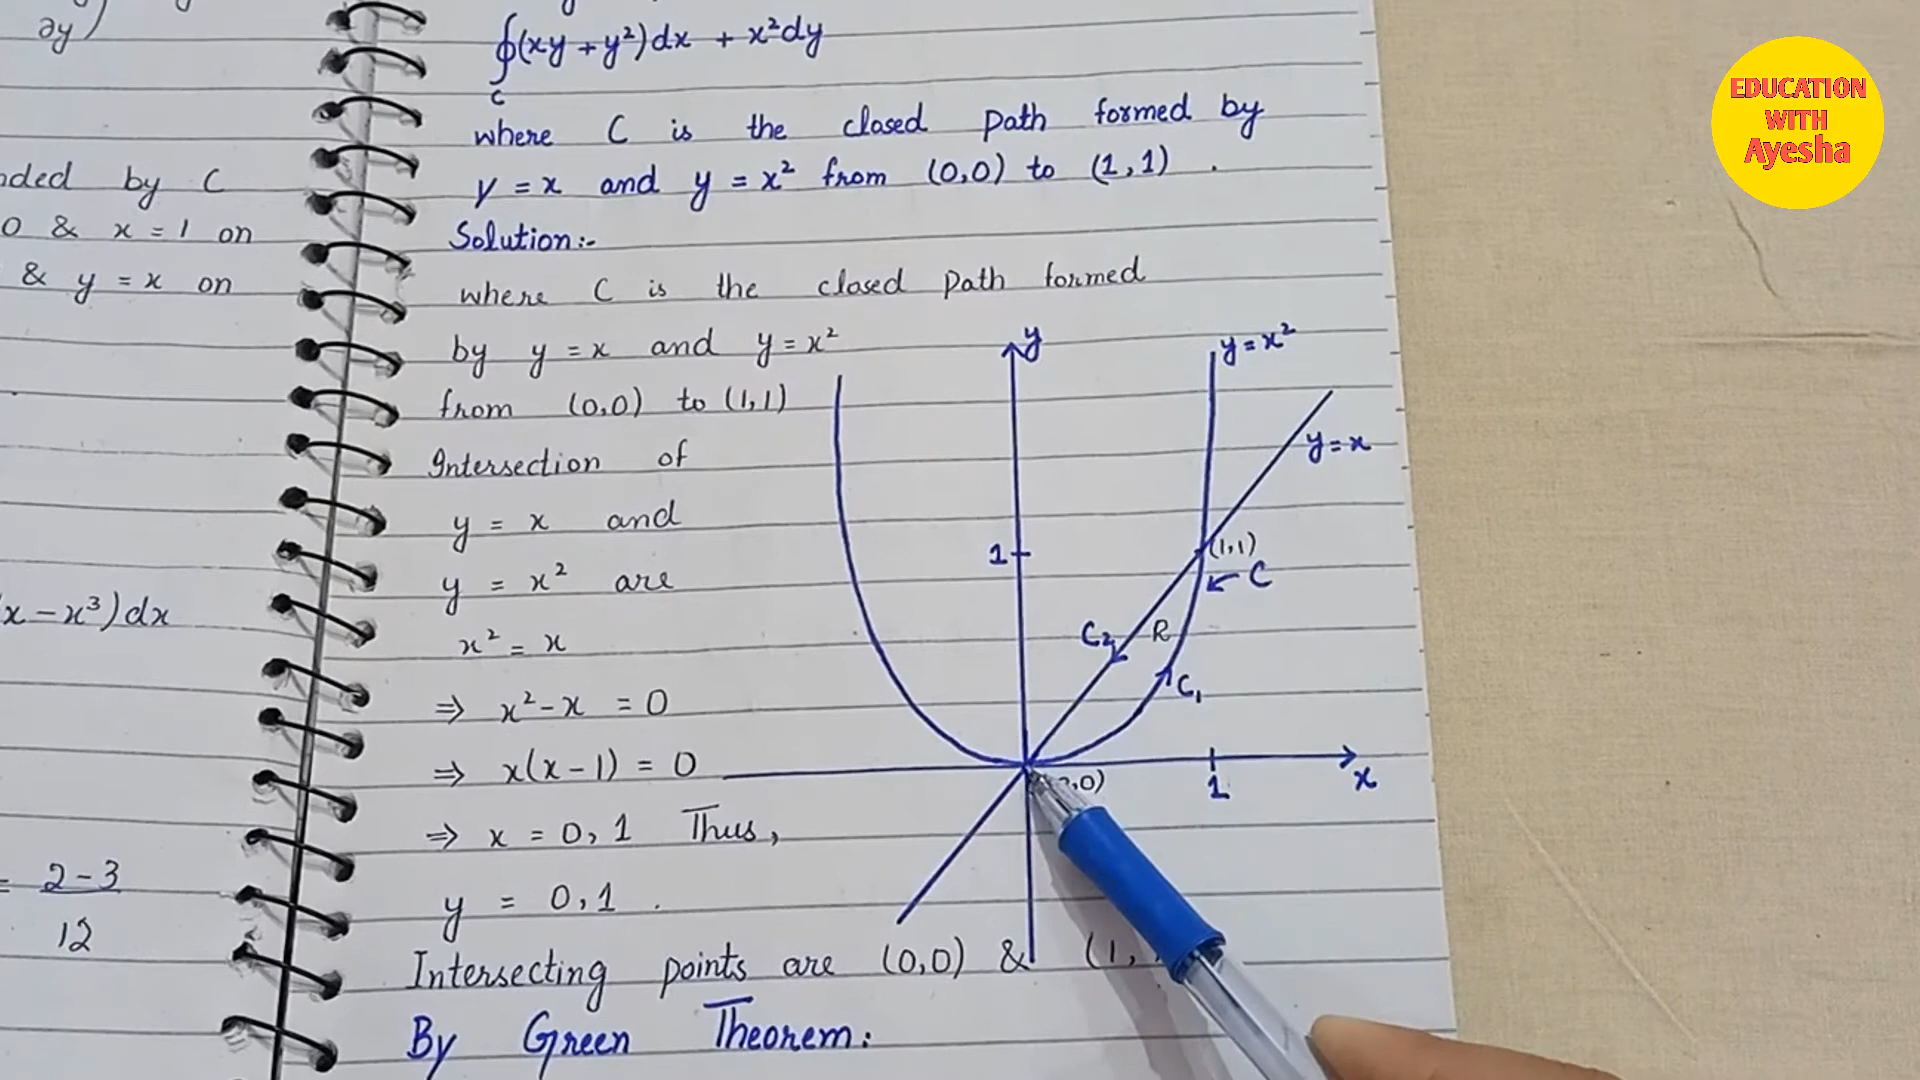 ∂y)
nded by C
0 & x = 1 on
& y = x on
x - x³) dx
= 2-3
12
∮(xy + y²)dx + x²dy
C
where C is the closed path formed by
y = x and y = x² from (0,0) to (1,1).
Solution:-
where C is the closed path formed
by y = x and y = x²
from (0,0) to (1,1)
Intersection of
y = x and
y = x² are
x² = x
⇒ x² - x = 0
⇒ x(x - 1) = 0
⇒ x = 0, 1 Thus,
y = 0, 1 .
Intersecting points are (0,0) & (1,
By Green Theorem:
y
y = x²
y = x
1
(1,1)
C
C₂
R
C₁
,0)
1
x
EDUCATION
WITH
Ayesha